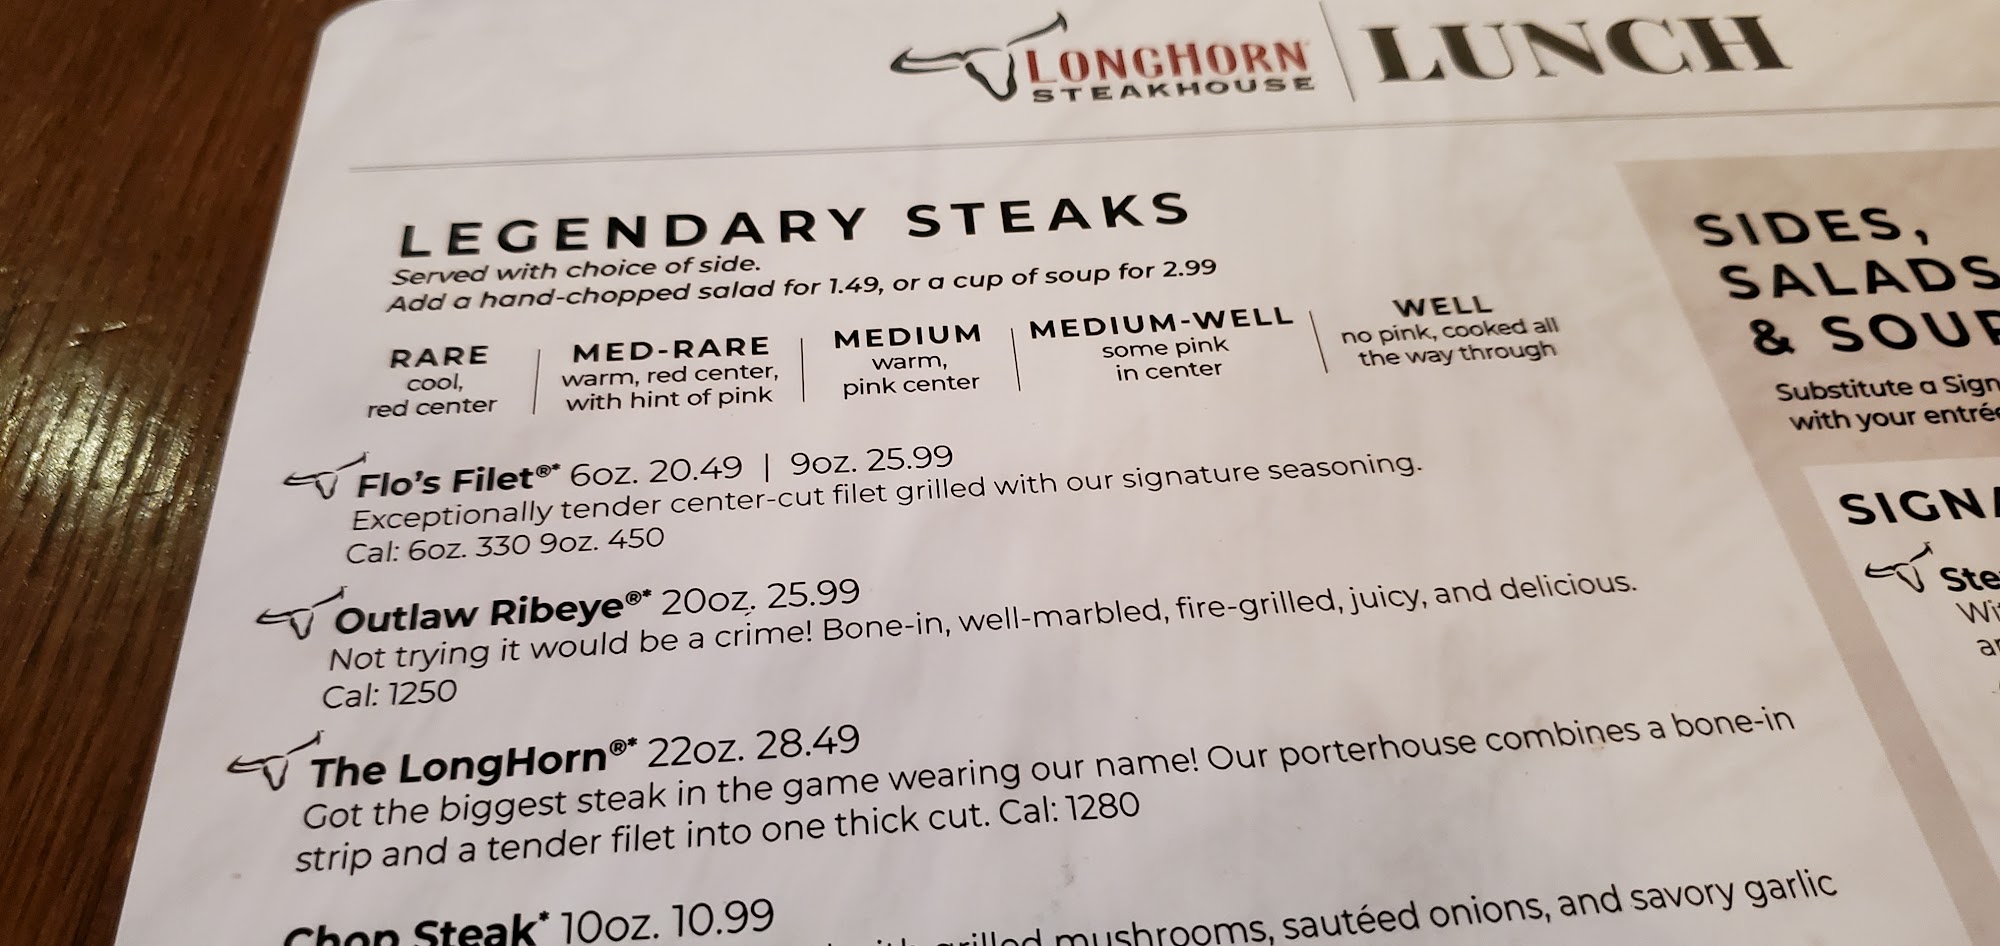 LONGHORN
STEAKHOUSE
LUNCH
LEGENDARY STEAKS
Served with choice of side.
Add a hand-chopped salad for 1.49, or a cup of soup for 2.99
RARE
cool,
red center
MED-RARE
warm, red center,
with hint of pink
MEDIUM
warm,
pink center
MEDIUM-WELL
some pink
in center
WELL
no pink, cooked all
the way through
Flo's Filet®* 6oz. 20.49 | 9oz. 25.99
Exceptionally tender center-cut filet grilled with our signature seasoning.
Cal: 6oz. 330 9oz. 450
Outlaw Ribeye®* 20oz. 25.99
Not trying it would be a crime! Bone-in, well-marbled, fire-grilled, juicy, and delicious.
Cal: 1250
The LongHorn®* 22oz. 28.49
Got the biggest steak in the game wearing our name! Our porterhouse combines a bone-in
strip and a tender filet into one thick cut. Cal: 1280
Chop Steak* 10oz. 10.99
grilled mushrooms, sautéed onions, and savory garlic
SIDES,
SALADS
& SOUP
Substitute a Sign
with your entrée
SIGNA
Ste
Wi
a